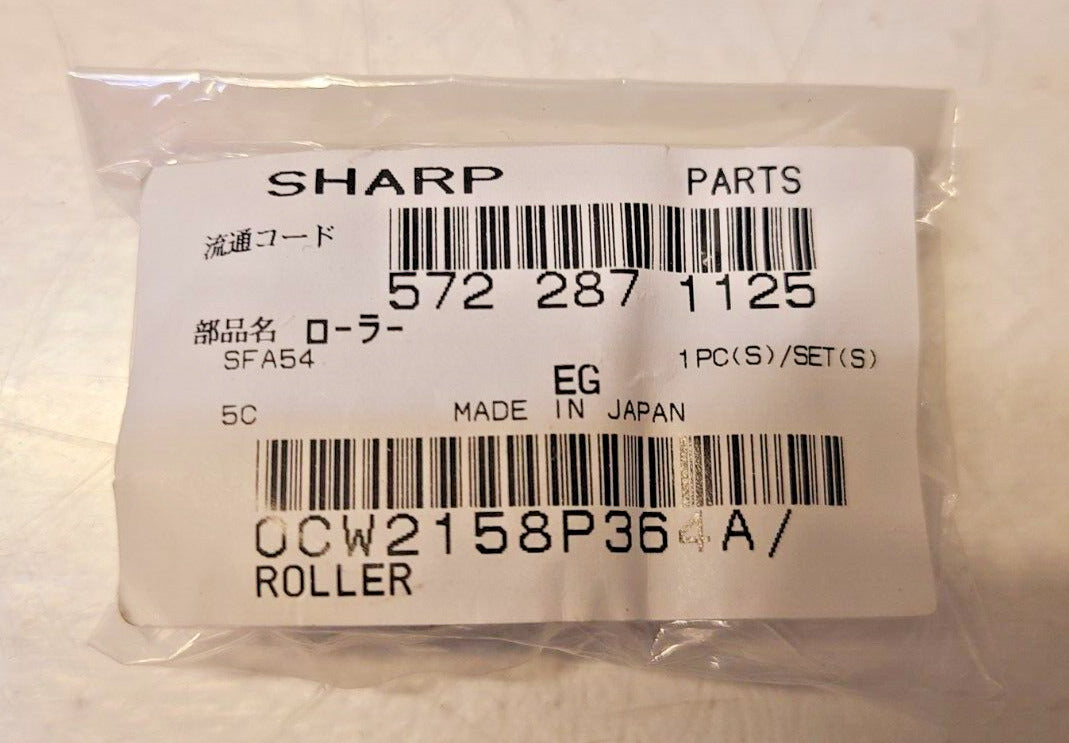 SHARP PARTS
流通コード
572 287 1125
部品名 ローラー
SFA54 1PC(S)/SET(S)
EG
5C MADE IN JAPAN
0CW2158P364A/
ROLLER